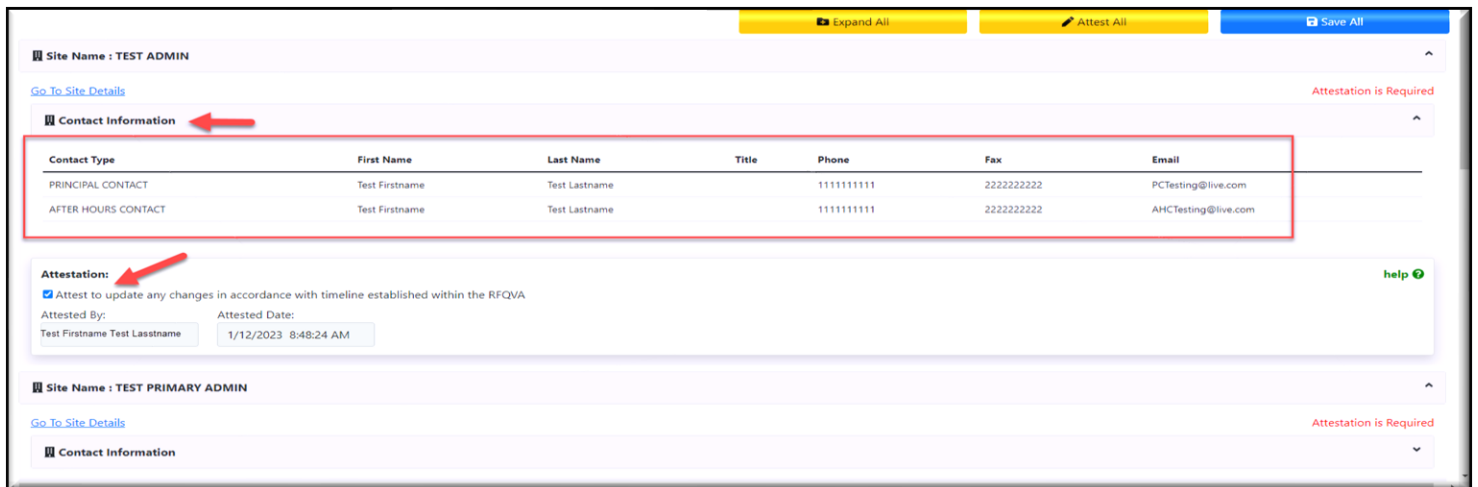 Expand All Attest All Save All
Site Name : TEST ADMIN
Go To Site Details Attestation is Required
Contact Information
Contact Type First Name Last Name Title Phone Fax Email
PRINCIPAL CONTACT Test Firstname Test Lastname 1111111111 2222222222 PCTesting@live.com
AFTER HOURS CONTACT Test Firstname Test Lastname 1111111111 2222222222 AHCTesting@live.com
Attestation: help
Attest to update any changes in accordance with timeline established within the RFQVA
Attested By: Attested Date:
Test Firstname Test Lasstname 1/12/2023 8:48:24 AM
Site Name : TEST PRIMARY ADMIN
Go To Site Details Attestation is Required
Contact Information